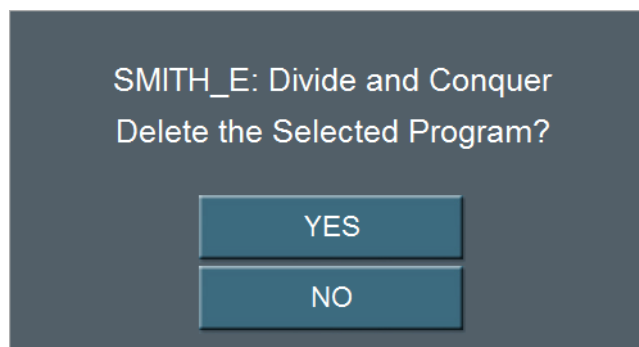 SMITH_E: Divide and Conquer
Delete the Selected Program?
YES
NO